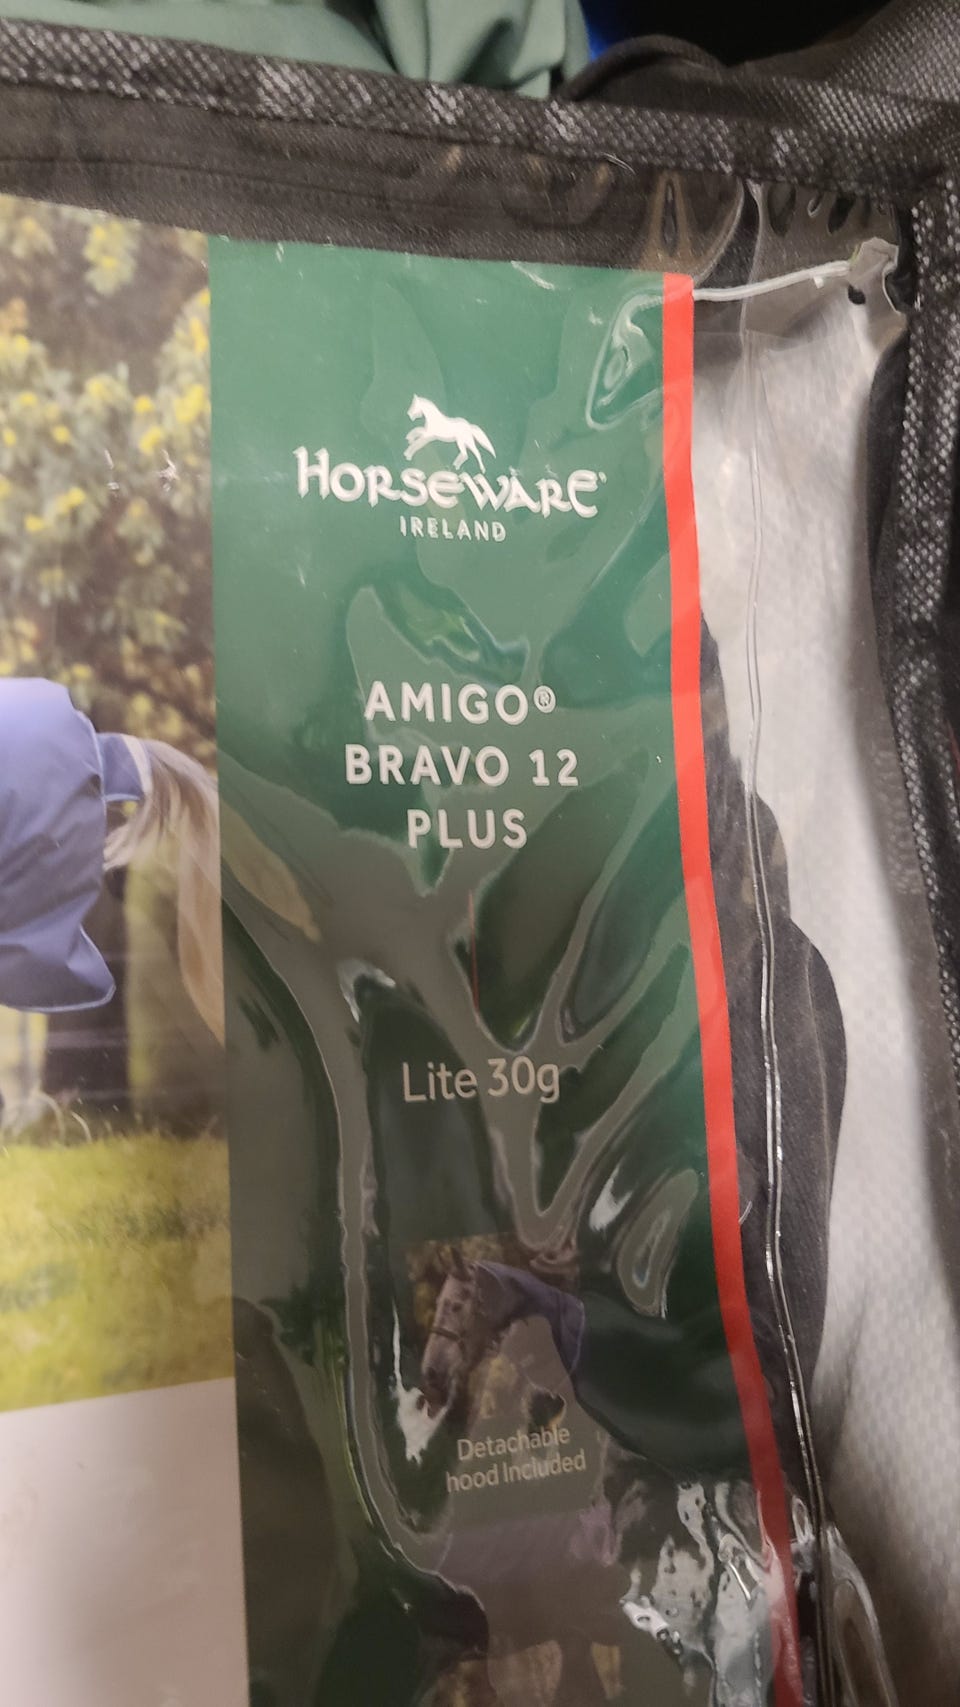 HORSEWARE®
IRELAND
AMIGO®
BRAVO 12
PLUS
Lite 30g
Detachable
hood Included